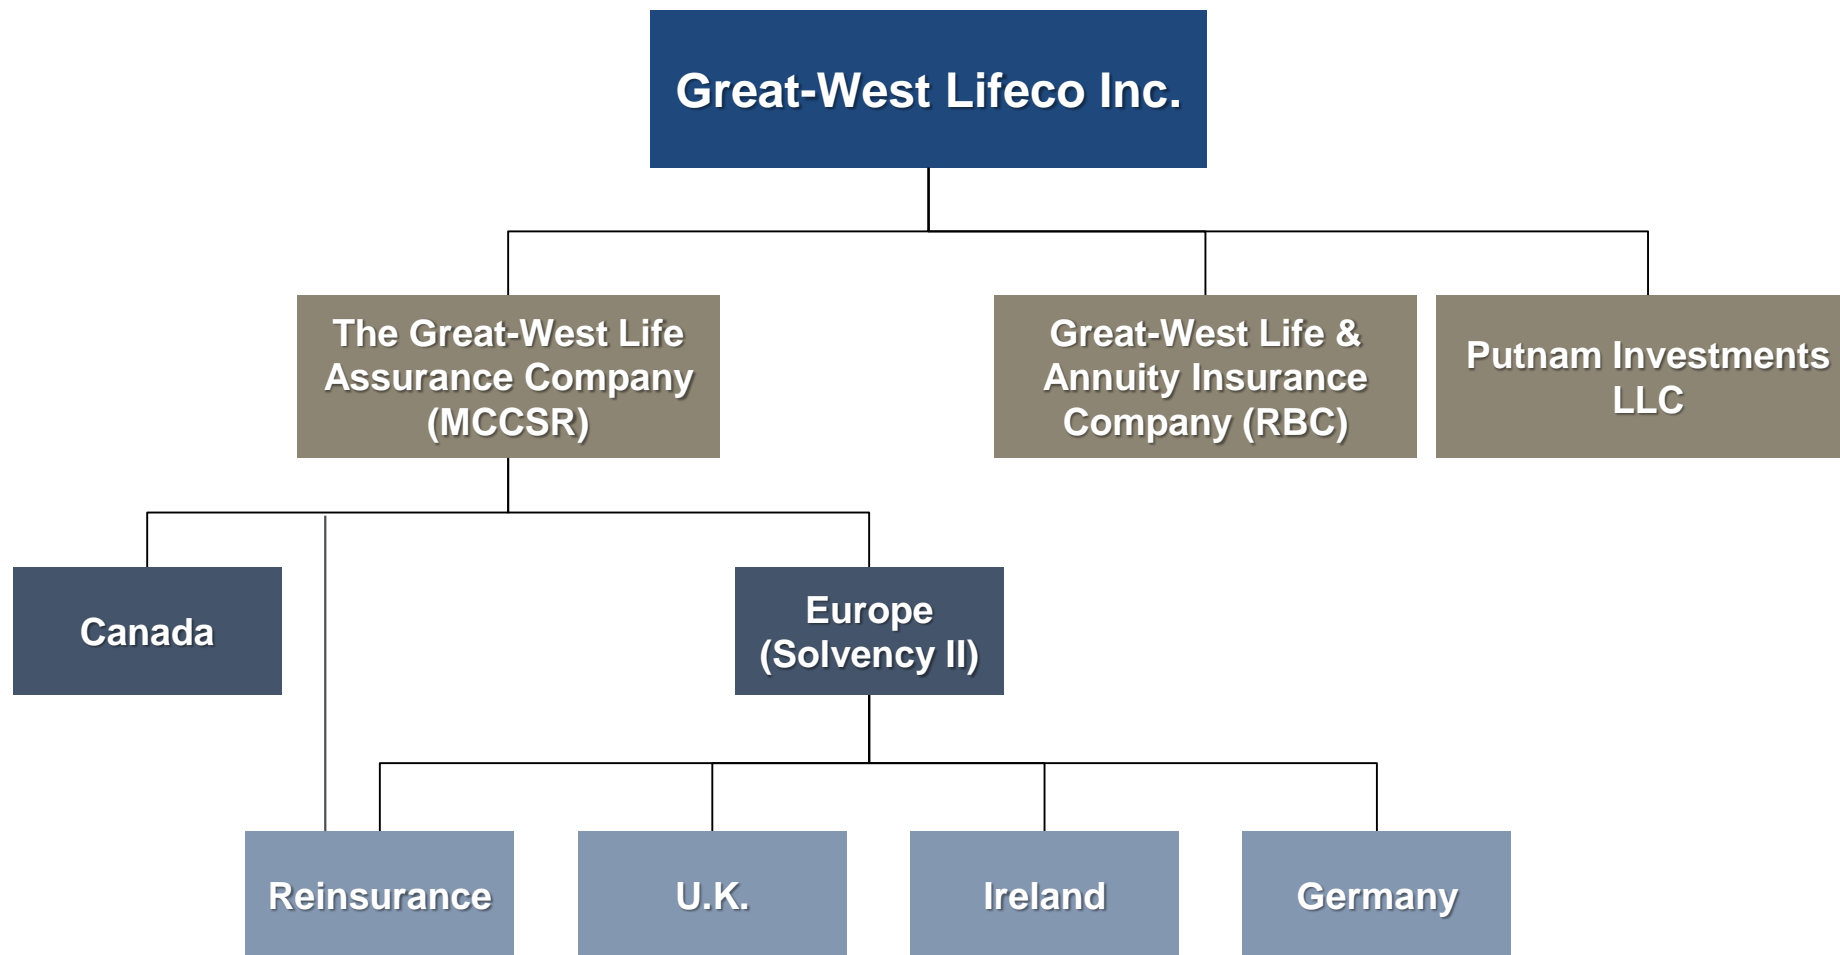 Great-West Lifeco Inc.
The Great-West Life
Assurance Company
(MCCSR)
Great-West Life &
Annuity Insurance
Company (RBC)
Putnam Investments
LLC
Canada
Europe
(Solvency II)
Reinsurance
U.K.
Ireland
Germany